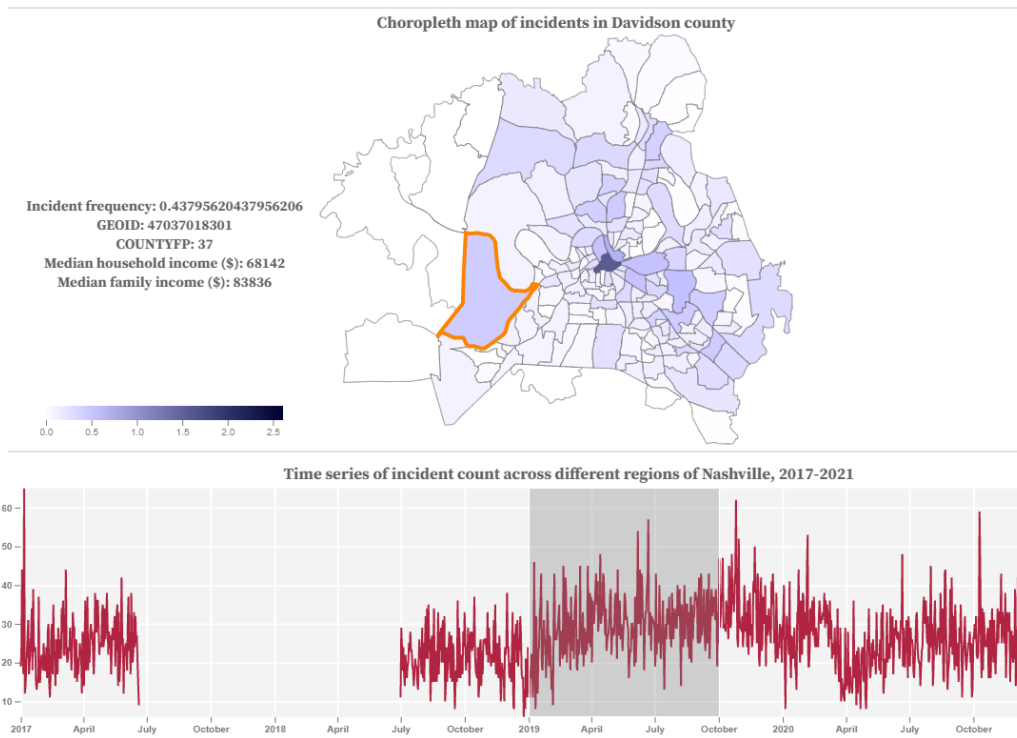 Choropleth map of incidents in Davidson county
Incident frequency: 0.43795620437956206
GEOID: 47037018301
COUNTYFP: 37
Median household income ($): 68142
Median family income ($): 83836
0.0 0.5 1.0 1.5 2.0 2.5
Time series of incident count across different regions of Nashville, 2017-2021
60
50
40
30
20
10
2017 April July October 2018 April July October 2019 April July October 2020 April July October